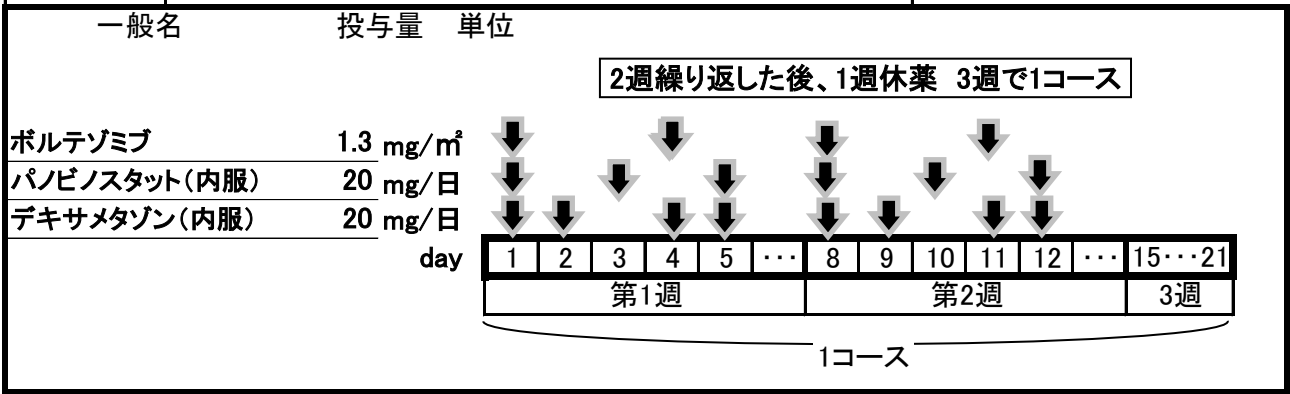 一般名 投与量 単位
2週繰り返した後、1週休薬 3週で1コース
ボルテゾミブ 1.3 mg/㎡
パノビノスタット(内服) 20 mg/日
デキサメタゾン(内服) 20 mg/日
day 1 2 3 4 5 ・・・ 8 9 10 11 12 ・・・ 15・・・21
第1週 第2週 3週
1コース